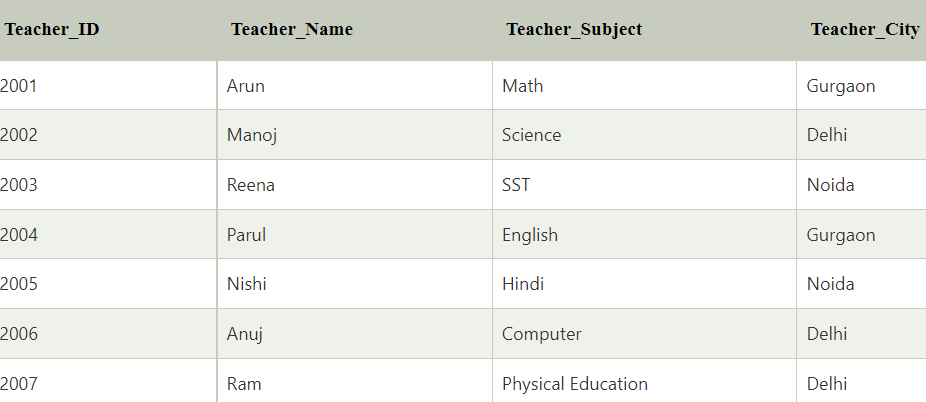 Teacher_ID Teacher_Name Teacher_Subject Teacher_City
2001 Arun Math Gurgaon
2002 Manoj Science Delhi
2003 Reena SST Noida
2004 Parul English Gurgaon
2005 Nishi Hindi Noida
2006 Anuj Computer Delhi
2007 Ram Physical Education Delhi